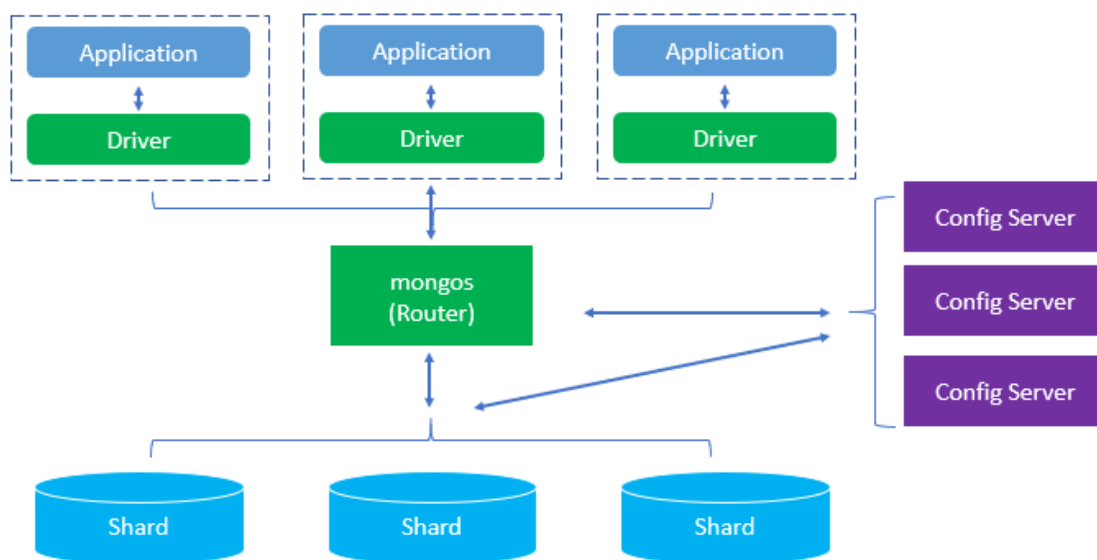 Application
Application
Application
Driver
Driver
Driver
Config Server
mongos
(Router)
Config Server
Config Server
Shard
Shard
Shard